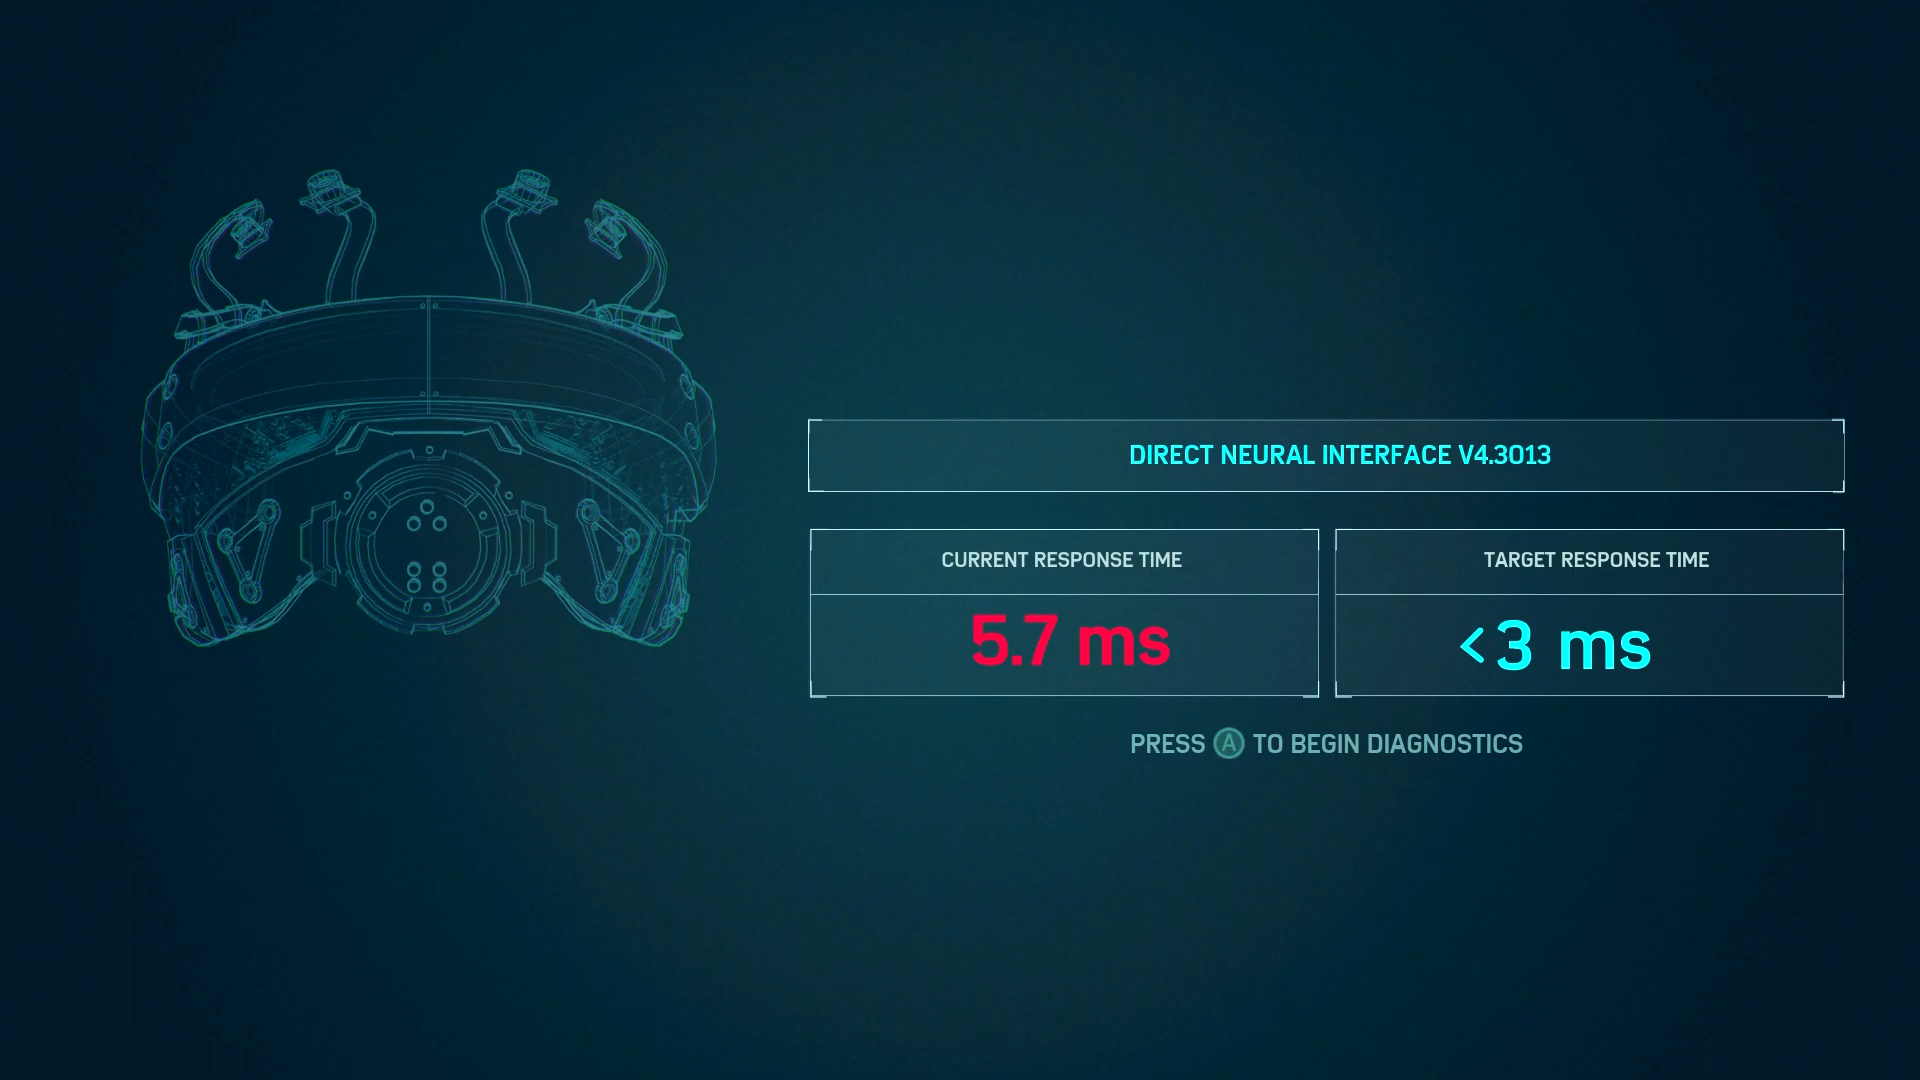 DIRECT NEURAL INTERFACE V4.3013
CURRENT RESPONSE TIME
5.7 ms
TARGET RESPONSE TIME
<3 ms
PRESS A TO BEGIN DIAGNOSTICS